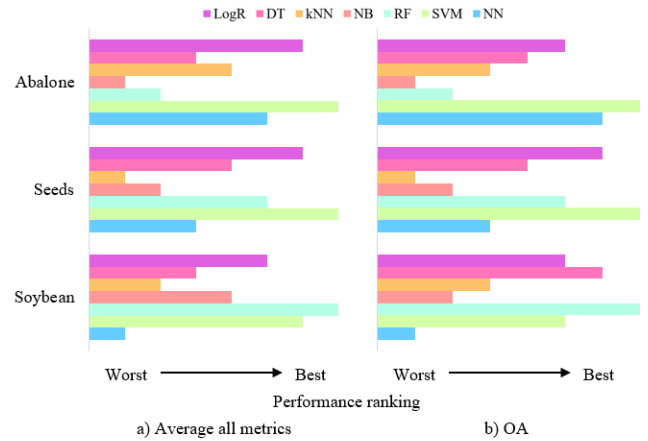 LogR DT kNN NB RF SVM NN
Abalone
Seeds
Soybean
Worst Best Worst Best
Performance ranking
a) Average all metrics b) OA